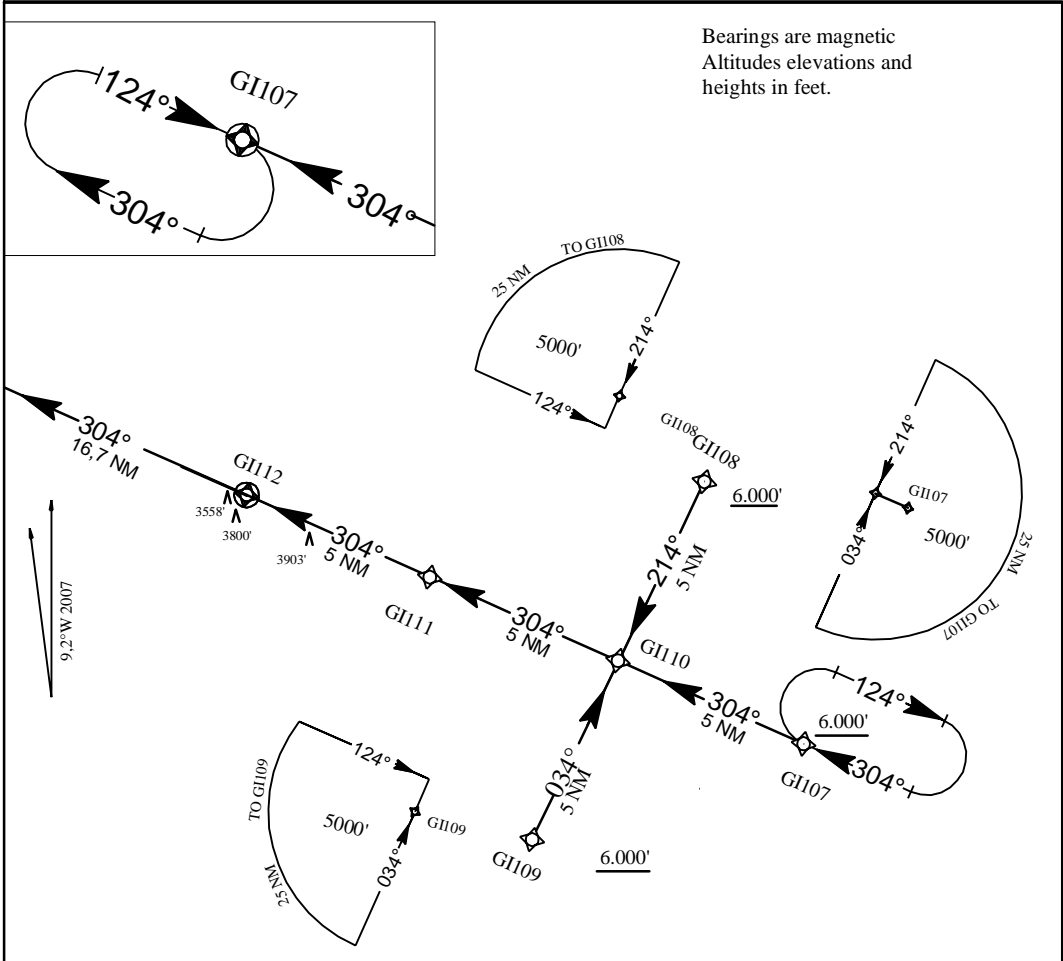 Bearings are magnetic
Altitudes elevations and
heights in feet.
GI107
124°
304°
304°
TO GI108
25 NM
5000'
214°
124°
GI108
GI108
6.000'
214°
5 NM
214°
GI107
5000'
034°
25 NM
TO GI107
304°
16,7 NM
GI112
3558'
3800'
3903'
304°
5 NM
GI111
304°
5 NM
GI110
304°
5 NM
124°
6.000'
304°
GI107
9,2°W 2007
124°
TO GI109
5000'
GI109
034°
25 NM
034°
5 NM
GI109
6.000'